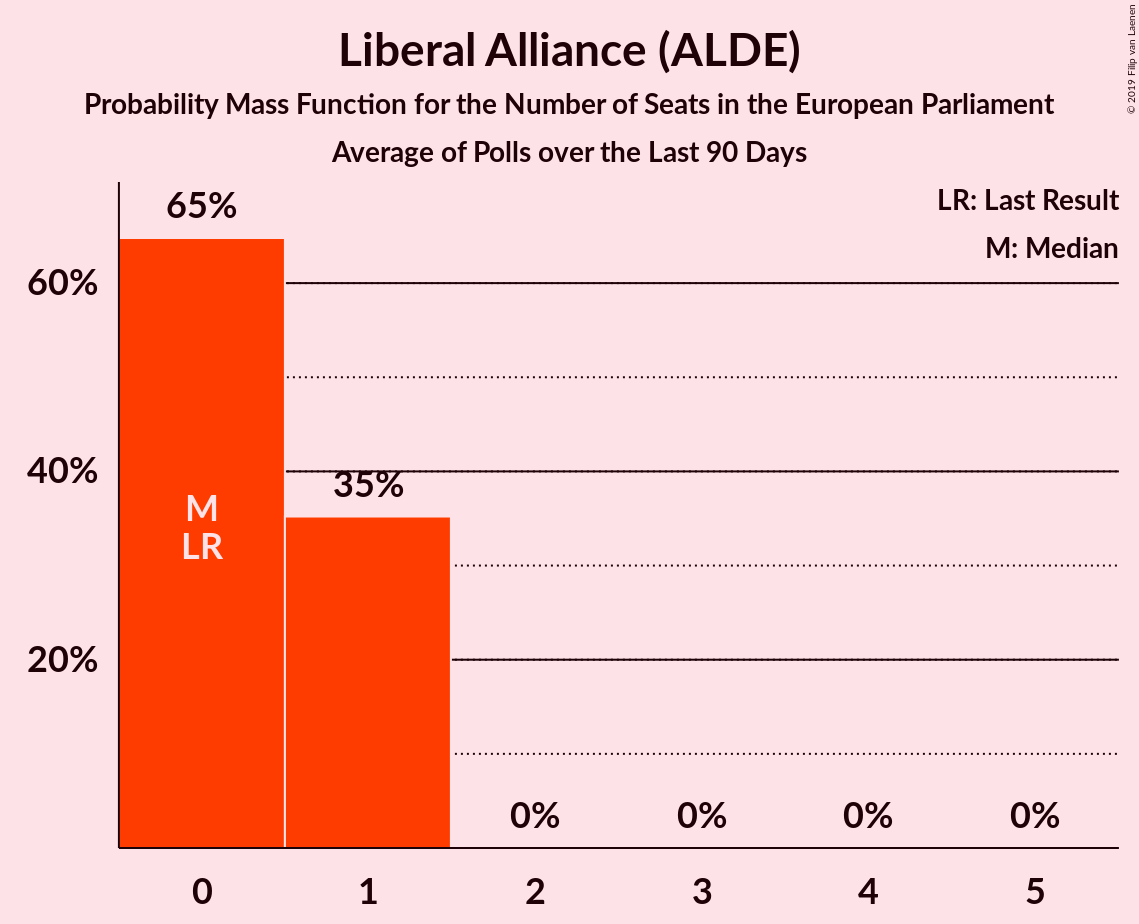 Liberal Alliance (ALDE)
Probability Mass Function for the Number of Seats in the European Parliament
Average of Polls over the Last 90 Days
© 2019 Filip van Laenen
LR: Last Result
M: Median
65%
60%
40%
35%
M
LR
20%
0% 0% 0% 0%
0 1 2 3 4 5